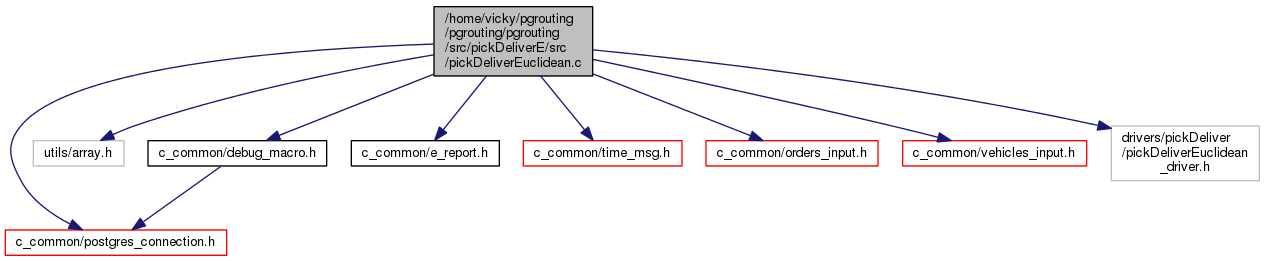 /home/vicky/pgrouting
/pgrouting/pgrouting
/src/pickDeliverE/src
/pickDeliverEuclidean.c
utils/array.h
c_common/debug_macro.h
c_common/e_report.h
c_common/time_msg.h
c_common/orders_input.h
c_common/vehicles_input.h
drivers/pickDeliver
/pickDeliverEuclidean
_driver.h
c_common/postgres_connection.h